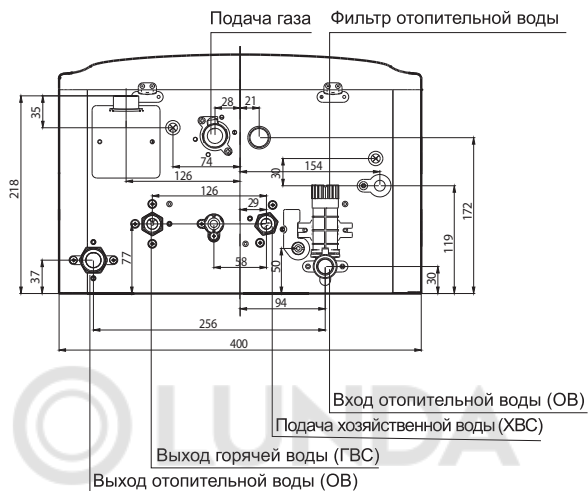 Подача газа
Фильтр отопительной воды
28
21
35
74
30
154
126
218
126
172
29
119
77
58
50
37
30
94
256
400
LUNDA
Вход отопительной воды (ОВ)
Подача хозяйственной воды (ХВС)
Выход горячей воды (ГВС)
Выход отопительной воды (ОВ)